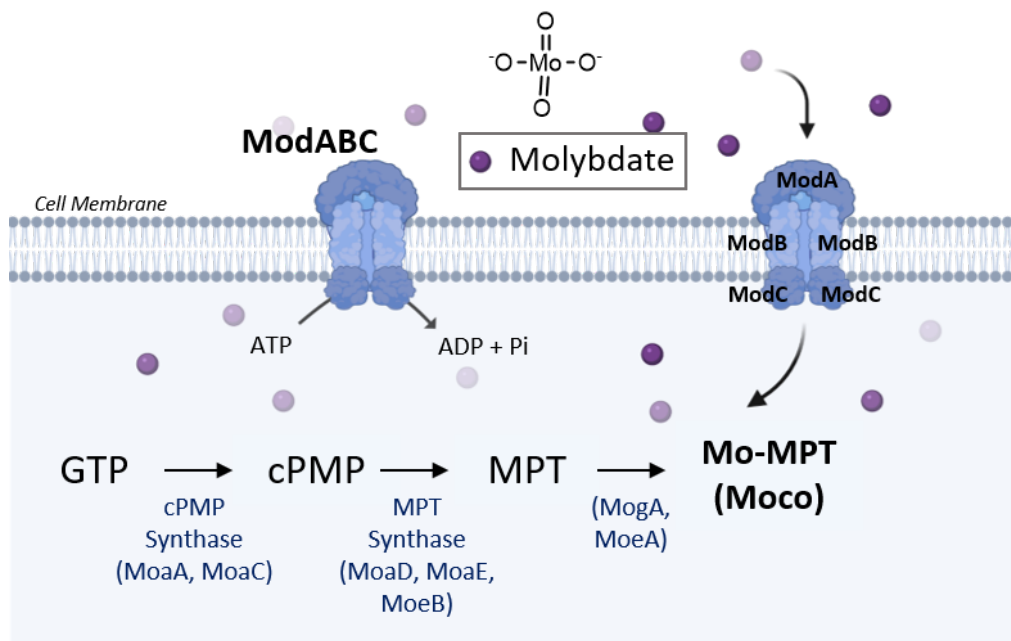 O
⁻O-Mo-O⁻
O
ModABC
Molybdate
Cell Membrane
ModA
ModB ModB
ModC ModC
ATP
ADP + Pi
GTP
cPMP
MPT
Mo-MPT
(Moco)
cPMP
Synthase
(MoaA, MoaC)
MPT
Synthase
(MoaD, MoaE,
MoeB)
(MogA,
MoeA)